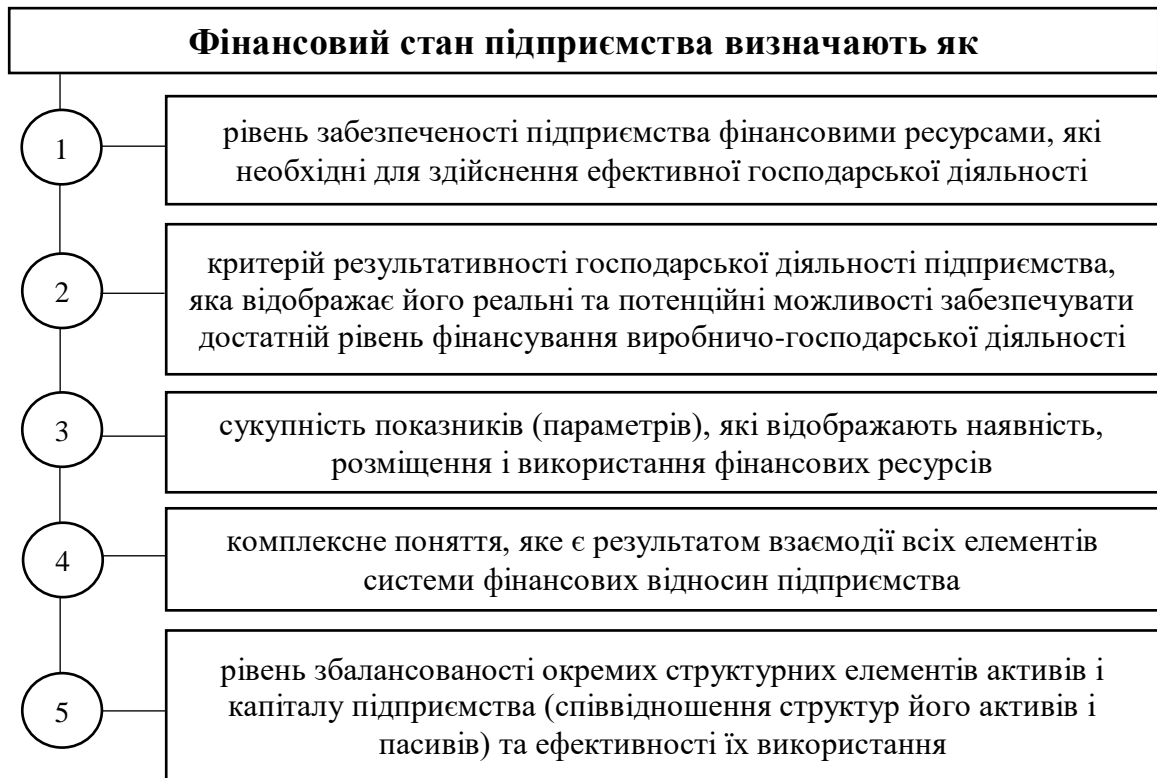 Фінансовий стан підприємства визначають як
1
рівень забезпеченості підприємства фінансовими ресурсами, які
необхідні для здійснення ефективної господарської діяльності
2
критерій результативності господарської діяльності підприємства,
яка відображає його реальні та потенційні можливості забезпечувати
достатній рівень фінансування виробничо-господарської діяльності
3
сукупність показників (параметрів), які відображають наявність,
розміщення і використання фінансових ресурсів
4
комплексне поняття, яке є результатом взаємодії всіх елементів
системи фінансових відносин підприємства
5
рівень збалансованості окремих структурних елементів активів і
капіталу підприємства (співвідношення структур його активів і
пасивів) та ефективності їх використання